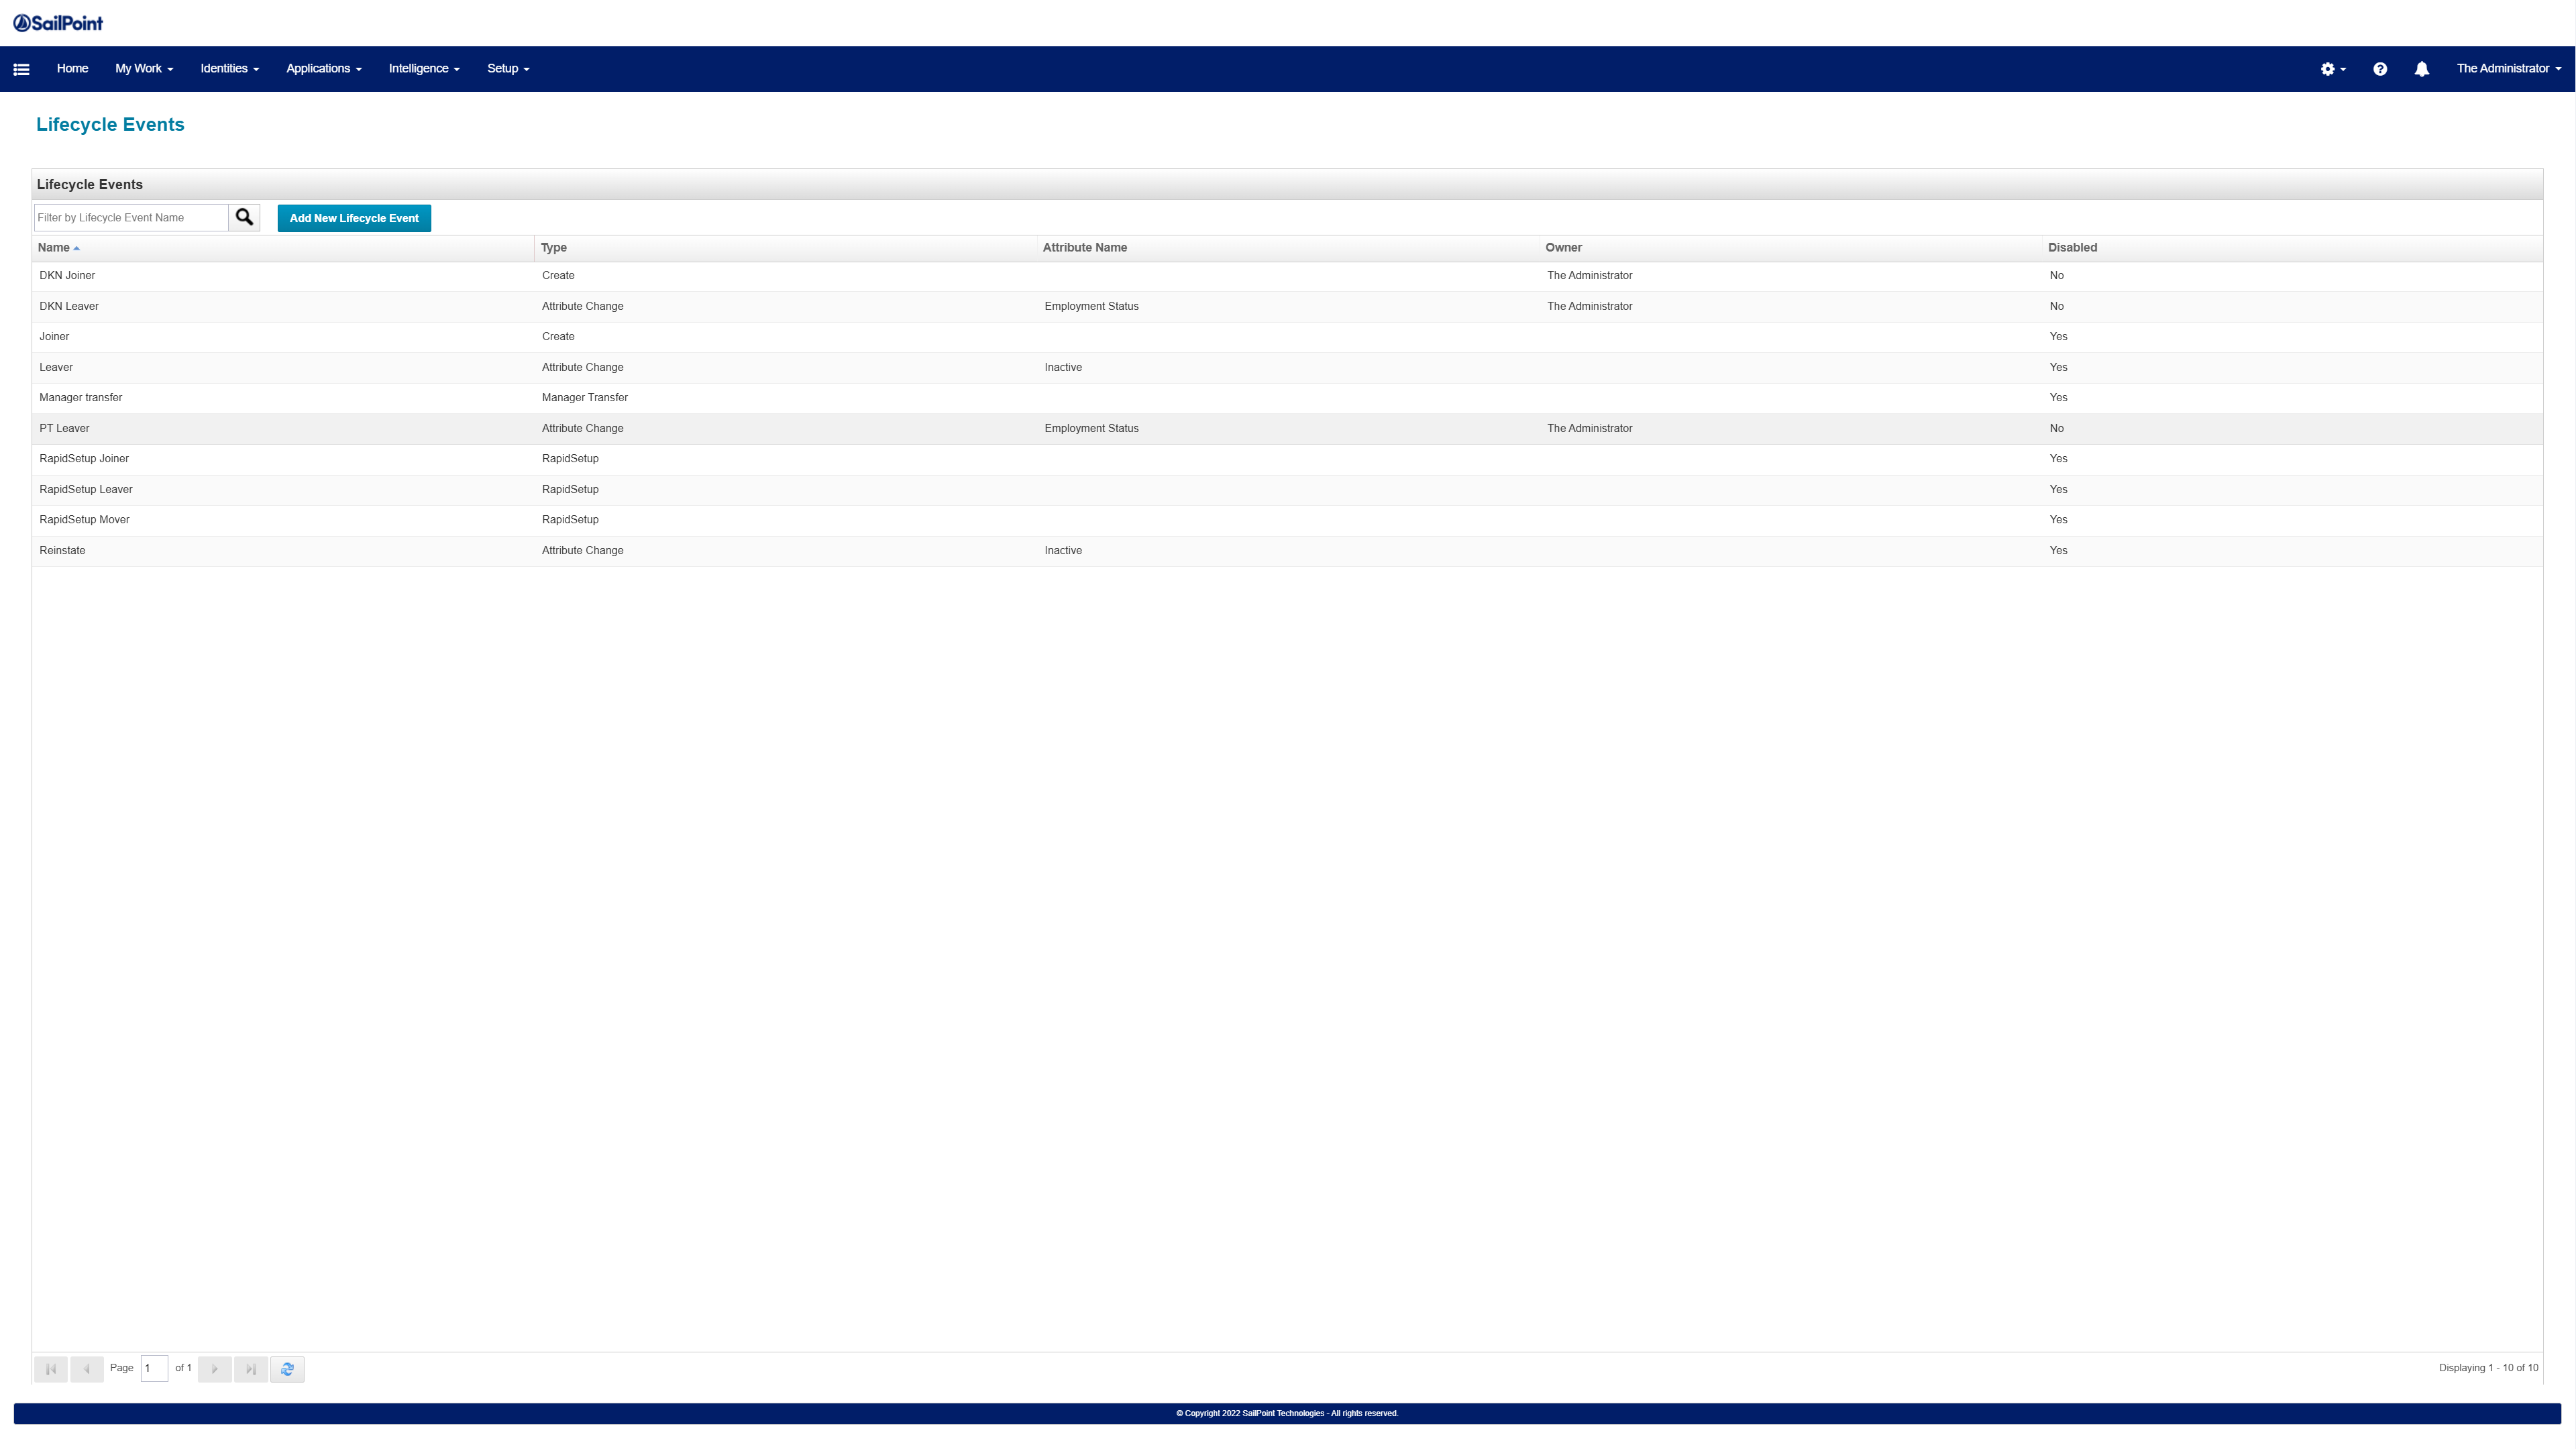 SailPoint
Home My Work Identities Applications Intelligence Setup The Administrator
Lifecycle Events
Lifecycle Events
Filter by Lifecycle Event Name Add New Lifecycle Event
Name Type Attribute Name Owner Disabled
DKN Joiner Create The Administrator No
DKN Leaver Attribute Change Employment Status The Administrator No
Joiner Create Yes
Leaver Attribute Change Inactive Yes
Manager transfer Manager Transfer Yes
PT Leaver Attribute Change Employment Status The Administrator No
RapidSetup Joiner RapidSetup Yes
RapidSetup Leaver RapidSetup Yes
RapidSetup Mover RapidSetup Yes
Reinstate Attribute Change Inactive Yes
Page 1 of 1 Displaying 1 - 10 of 10
© Copyright 2022 SailPoint Technologies - All rights reserved.